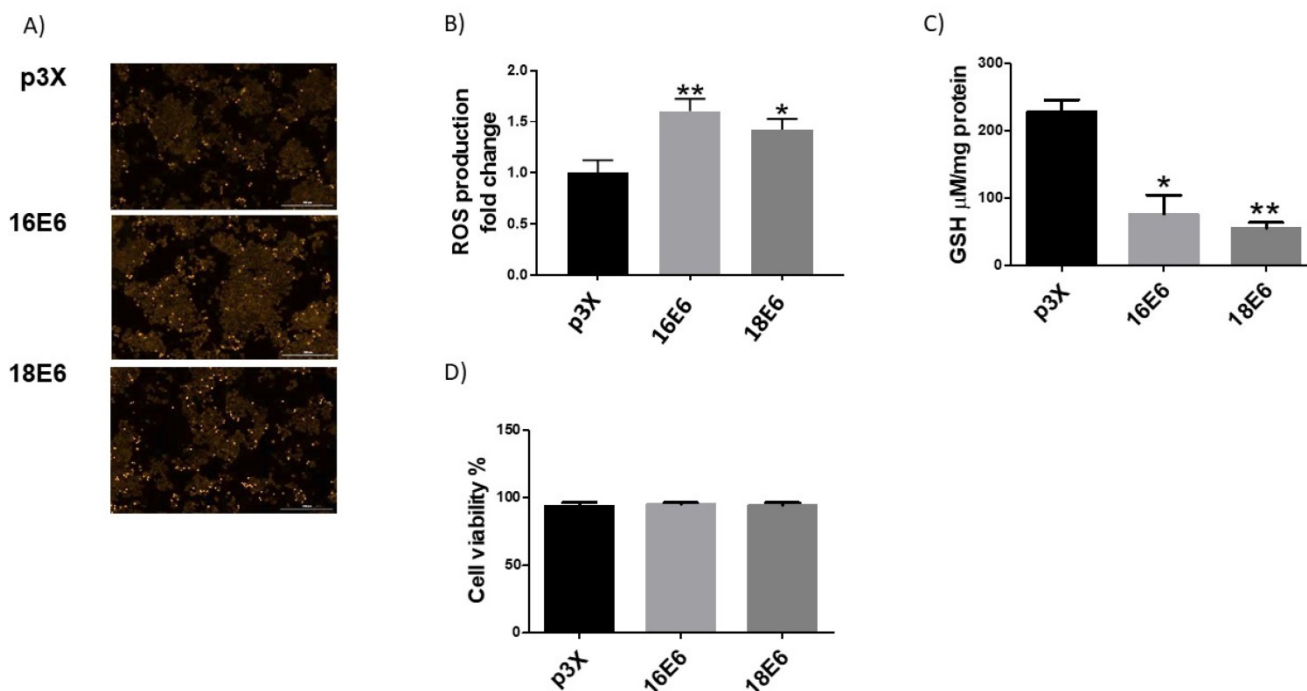 A)
p3X
16E6
18E6
B)
ROS production
fold change
2.0
1.5
1.0
0.5
0.0
**
*
p3X
16E6
18E6
C)
GSH μM/mg protein
300
200
100
0
*
**
p3X
16E6
18E6
D)
Cell viability %
150
100
50
0
p3X
16E6
18E6